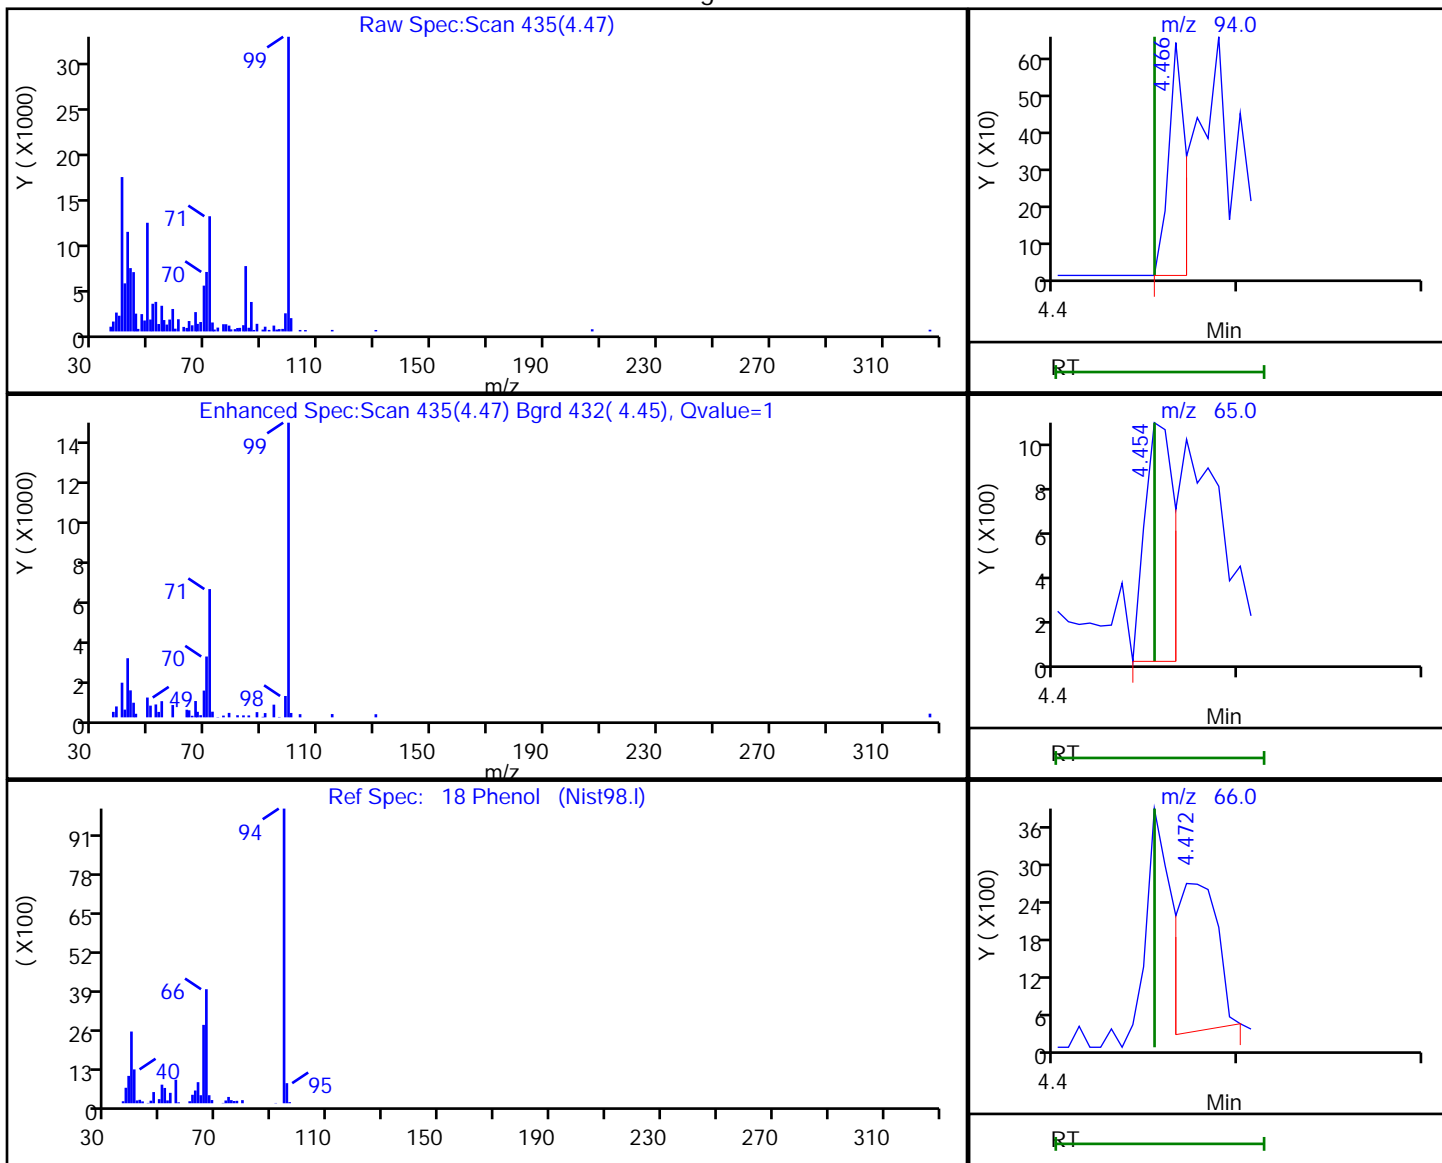 Raw Spec:Scan 435(4.47)
Y ( X1000)
30
25
20
15
10
5
0
99
71
70
30 70 110 150 190 230 270 310
m/z
m/z 94.0
Y ( X10)
60
50
40
30
20
10
0
4.466
4.4
Min
RT
Enhanced Spec:Scan 435(4.47) Bgrd 432( 4.45), Qvalue=1
Y ( X1000)
14
12
10
8
6
4
2
0
99
71
70
49
98
30 70 110 150 190 230 270 310
m/z
m/z 65.0
Y ( X100)
10
8
6
4
2
0
4.454
4.4
Min
RT
Ref Spec: 18 Phenol (Nist98.l)
( X100)
91
78
65
52
39
26
13
0
94
66
40
95
30 70 110 150 190 230 270 310
m/z 66.0
Y ( X100)
36
30
24
18
12
6
0
4.472
4.4
Min
RT